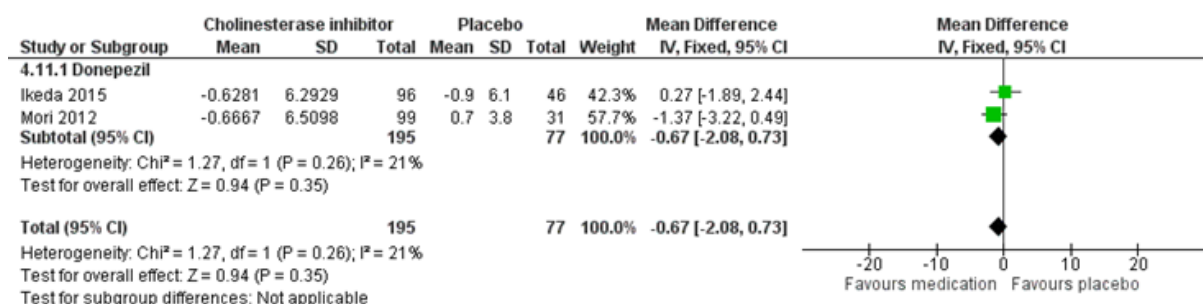 Cholinesterase inhibitor Placebo Mean Difference Mean Difference
Study or Subgroup Mean SD Total Mean SD Total Weight IV, Fixed, 95% CI IV, Fixed, 95% CI
4.11.1 Donepezil
Ikeda 2015 -0.6281 6.2929 96 -0.9 6.1 46 42.3% 0.27 [-1.89, 2.44]
Mori 2012 -0.6667 6.5098 99 0.7 3.8 31 57.7% -1.37 [-3.22, 0.49]
Subtotal (95% CI) 195 77 100.0% -0.67 [-2.08, 0.73]
Heterogeneity: Chi² = 1.27, df = 1 (P = 0.26); I² = 21%
Test for overall effect: Z = 0.94 (P = 0.35)
Total (95% CI) 195 77 100.0% -0.67 [-2.08, 0.73]
Heterogeneity: Chi² = 1.27, df = 1 (P = 0.26); I² = 21%
Test for overall effect: Z = 0.94 (P = 0.35)
Test for subgroup differences: Not applicable
-20 -10 0 10 20
Favours medication Favours placebo